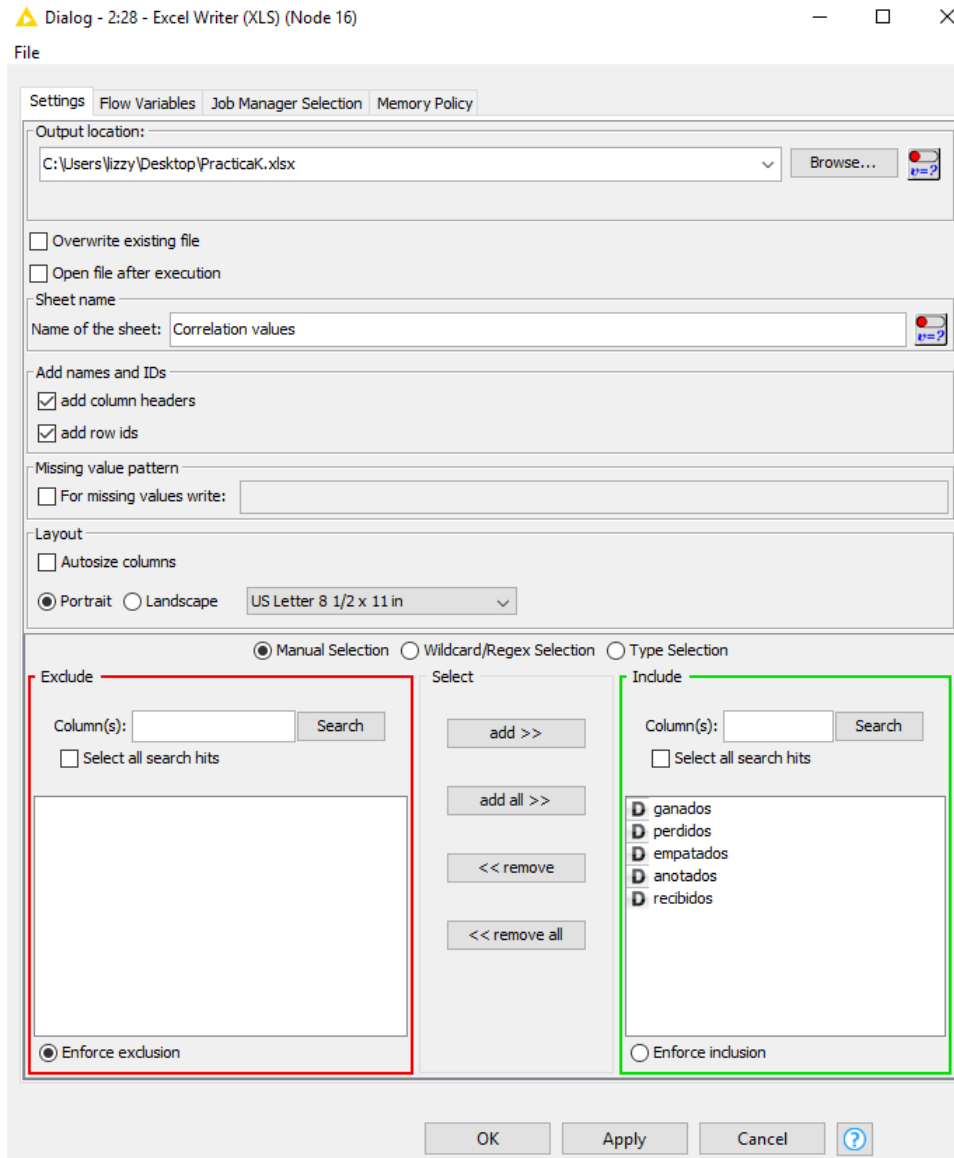 Dialog - 2:28 - Excel Writer (XLS) (Node 16)
File
Settings Flow Variables Job Manager Selection Memory Policy
Output location:
C:\Users\lizzy\Desktop\PracticaK.xlsx Browse... v=?
Overwrite existing file
Open file after execution
Sheet name
Name of the sheet: Correlation values v=?
Add names and IDs
add column headers
add row ids
Missing value pattern
For missing values write:
Layout
Autosize columns
Portrait Landscape US Letter 8 1/2 x 11 in
Manual Selection Wildcard/Regex Selection Type Selection
Exclude Select Include
Column(s): Search add >> Column(s): Search
Select all search hits Select all search hits
add all >>
D ganados
D perdidos
D empatados
<< remove
D anotados
D recibidos
<< remove all
Enforce exclusion Enforce inclusion
OK Apply Cancel ?